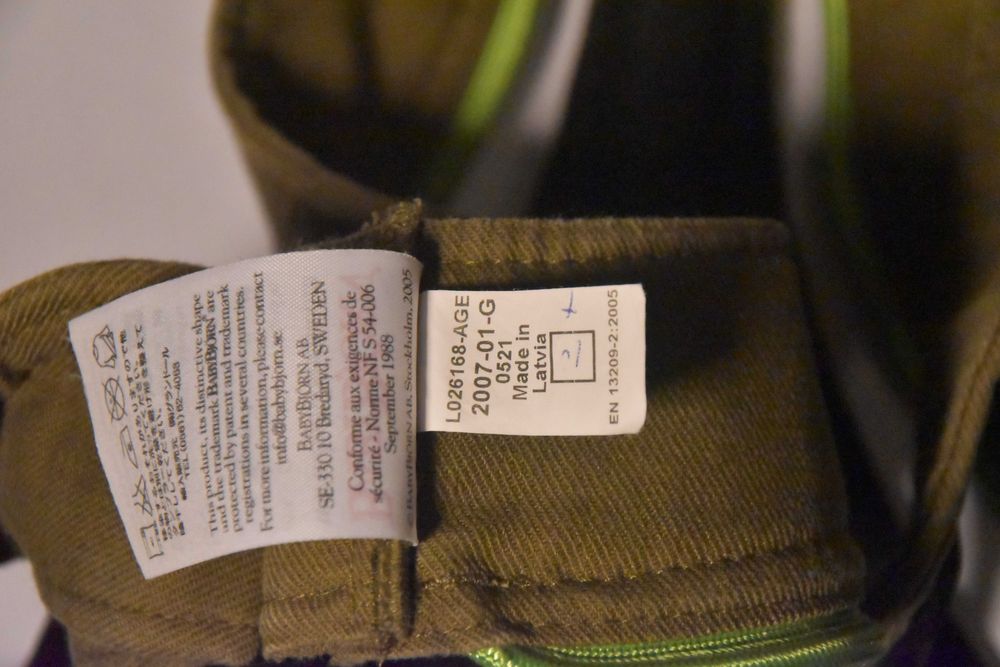 This product, its distinctive shape
and the trademark BABYBJÖRN® are
protected by patent and trademark
registrations in several countries.
For more information, please contact
info@babybjorn.se
BABYBJÖRN AB
SE-330 10 Bredaryd, SWEDEN
Conforme aux exigences de
sécurité - Norme NF S 54-006
September 1988
© BABYBJÖRN AB, Stockholm, 2005
L026168-AGE
2007-01-G
0521
Made in
Latvia
EN 13209-2:2005